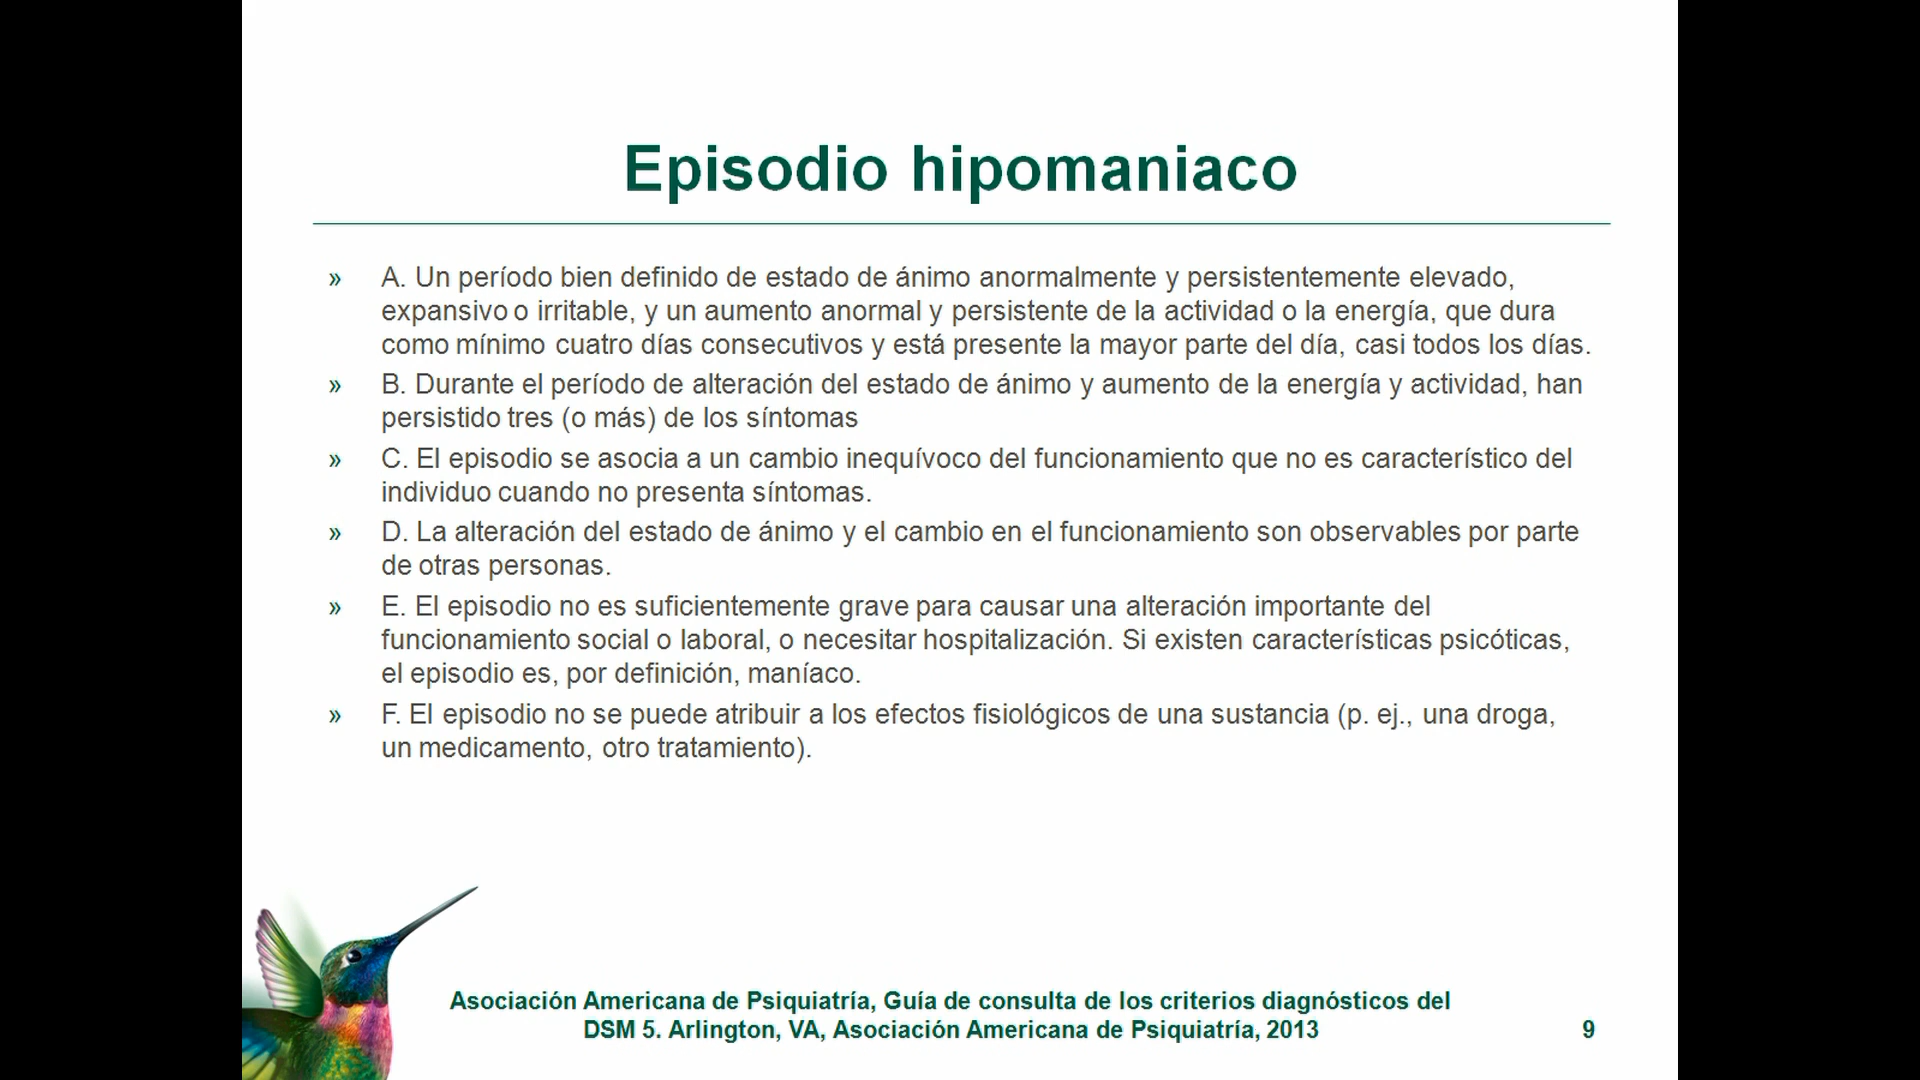 Episodio hipomaniaco
» A. Un período bien definido de estado de ánimo anormalmente y persistentemente elevado,
expansivo o irritable, y un aumento anormal y persistente de la actividad o la energía, que dura
como mínimo cuatro días consecutivos y está presente la mayor parte del día, casi todos los días.
» B. Durante el período de alteración del estado de ánimo y aumento de la energía y actividad, han
persistido tres (o más) de los síntomas
» C. El episodio se asocia a un cambio inequívoco del funcionamiento que no es característico del
individuo cuando no presenta síntomas.
» D. La alteración del estado de ánimo y el cambio en el funcionamiento son observables por parte
de otras personas.
» E. El episodio no es suficientemente grave para causar una alteración importante del
funcionamiento social o laboral, o necesitar hospitalización. Si existen características psicóticas,
el episodio es, por definición, maníaco.
» F. El episodio no se puede atribuir a los efectos fisiológicos de una sustancia (p. ej., una droga,
un medicamento, otro tratamiento).
Asociación Americana de Psiquiatría, Guía de consulta de los criterios diagnósticos del
DSM 5. Arlington, VA, Asociación Americana de Psiquiatría, 2013
9